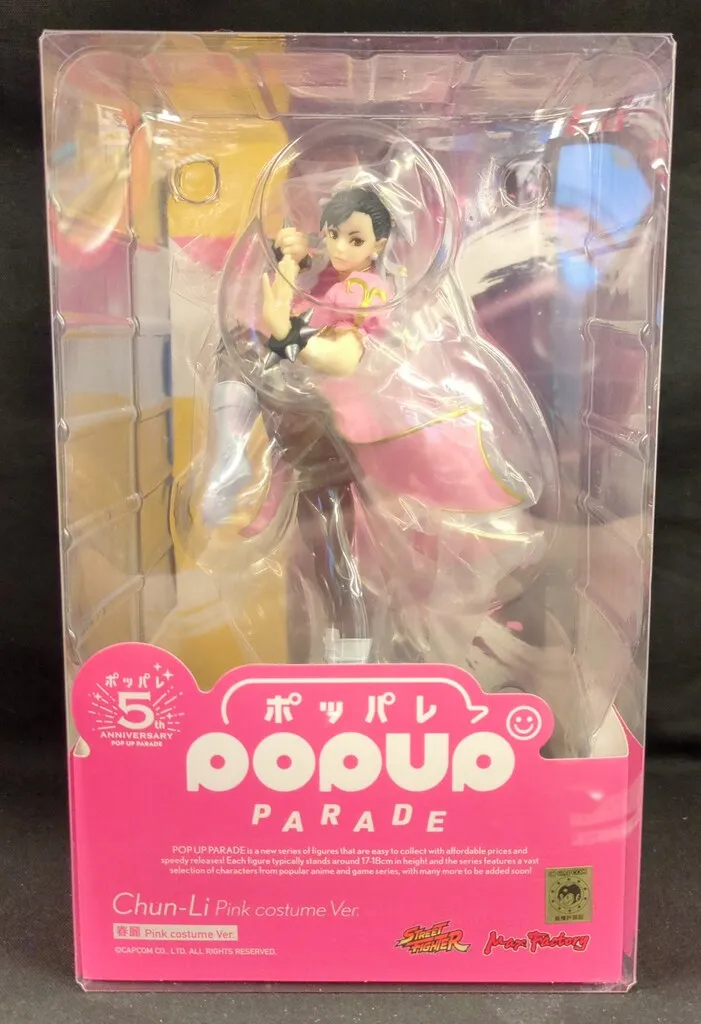 ポッパレ
5th
ANNIVERSARY
POP UP PARADE
ポッパレ
POPUP
PARADE
POP UP PARADE is a new series of figures that are easy to collect with affordable prices and
speedy releases! Each figure typically stands around 17-18cm in height and the series features a vast
selection of characters from popular anime and game series, with many more to be added soon!
Chun-Li Pink costume Ver.
春麗 Pink costume Ver.
©CAPCOM CO., LTD. ALL RIGHTS RESERVED.
STREET FIGHTER
Max Factory